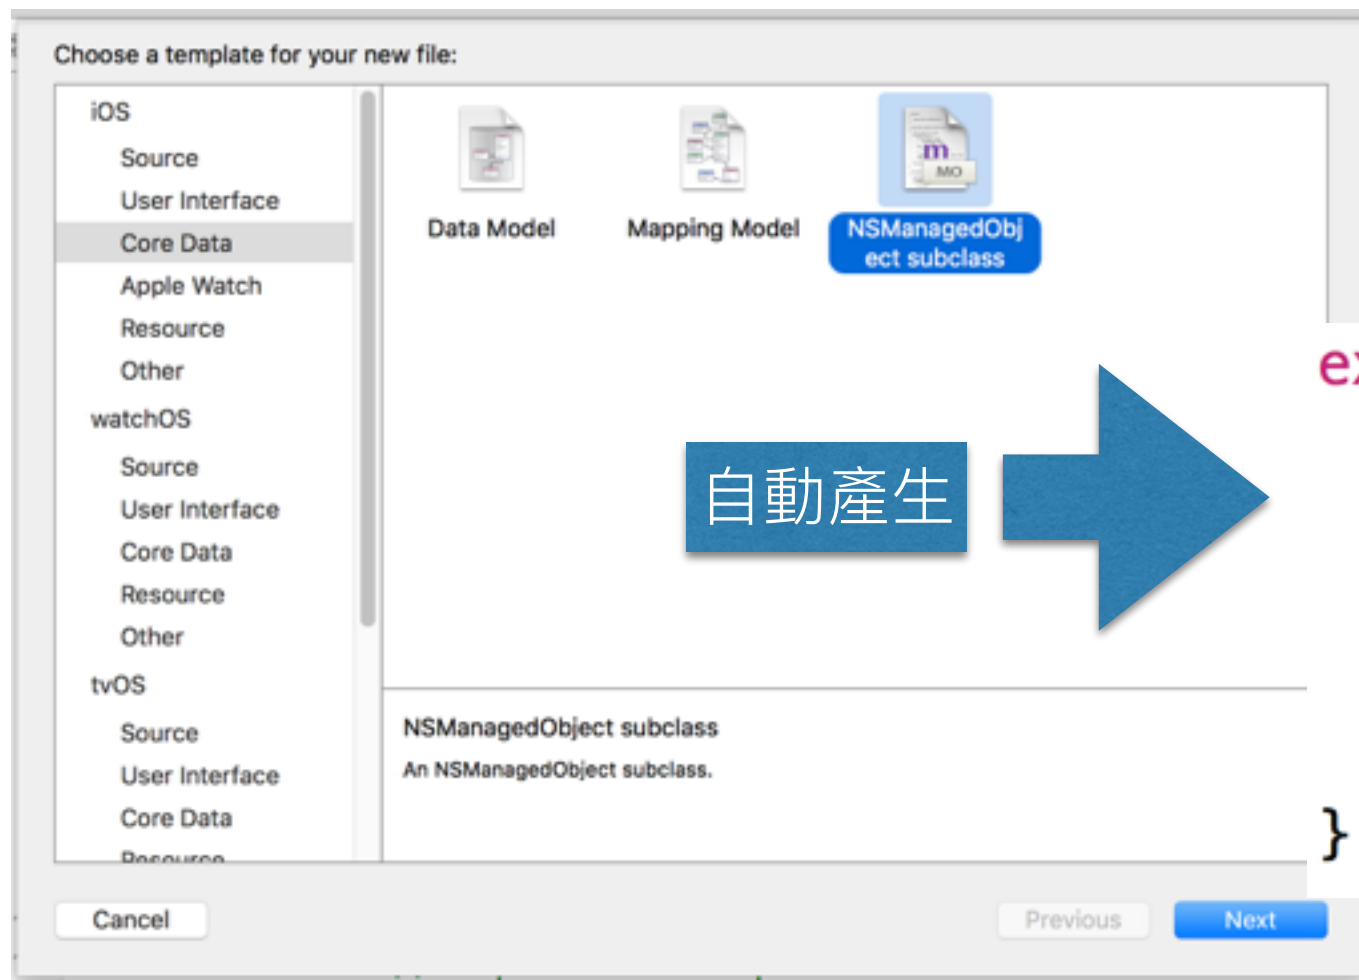 Choose a template for your new file:
iOS
Source
User Interface
Core Data
Apple Watch
Resource
Other
watchOS
Source
User Interface
Core Data
Resource
Other
tvOS
Source
User Interface
Core Data
Resource
Data Model
Mapping Model
NSManagedObj
ect subclass
m
MO
自動產生
ex
}
NSManagedObject subclass
An NSManagedObject subclass.
Cancel
Previous
Next